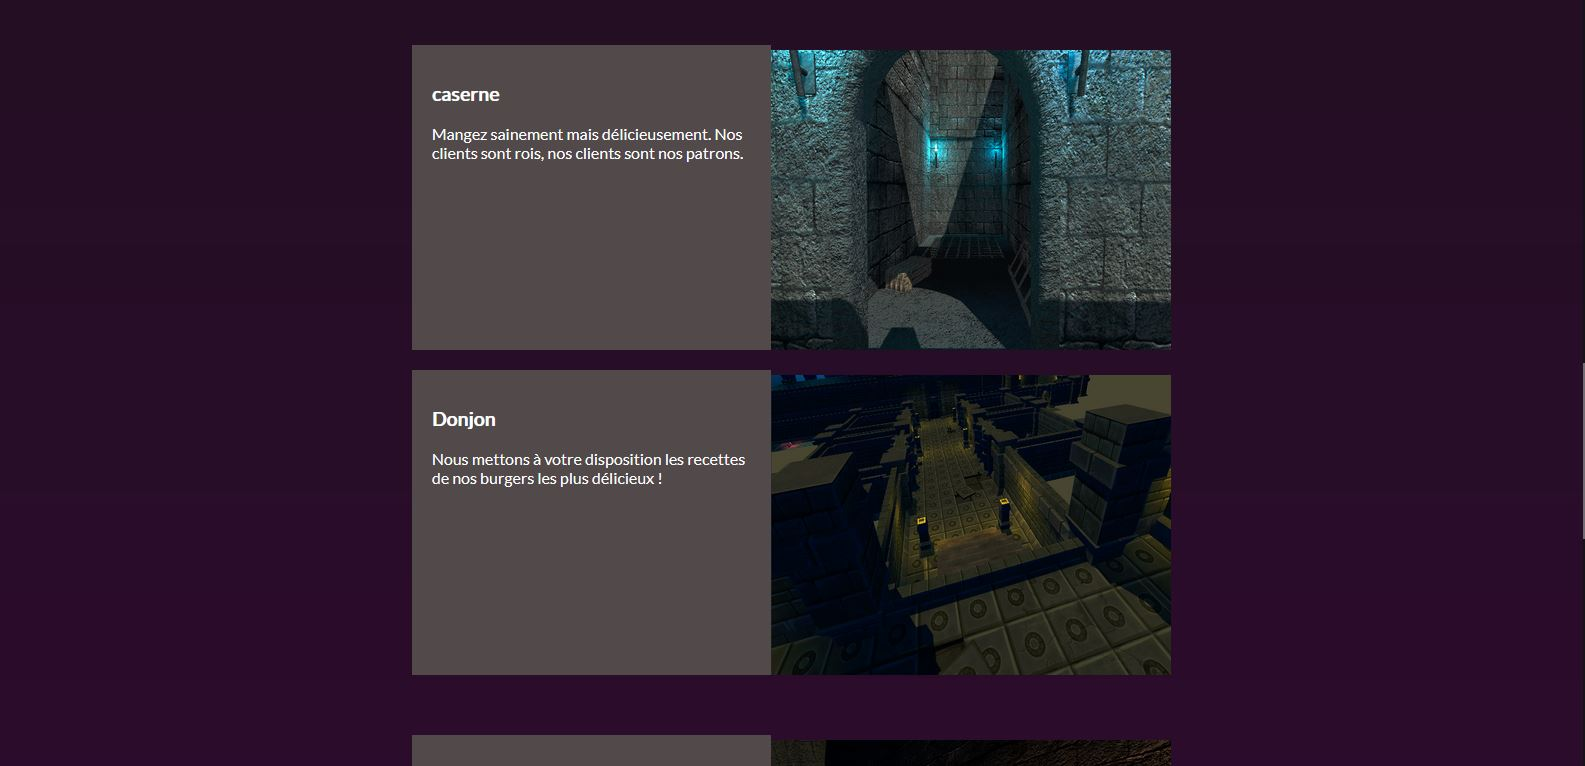 caserne
Mangez sainement mais délicieusement. Nos
clients sont rois, nos clients sont nos patrons.
Donjon
Nous mettons à votre disposition les recettes
de nos burgers les plus délicieux !